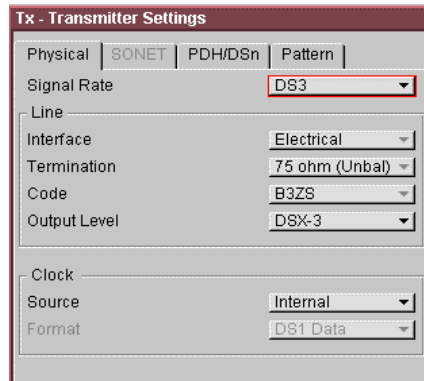 Tx - Transmitter Settings
Physical SONET PDH/DSn Pattern
Signal Rate DS3
Line
Interface Electrical
Termination 75 ohm (Unbal)
Code B3ZS
Output Level DSX-3
Clock
Source Internal
Format DS1 Data